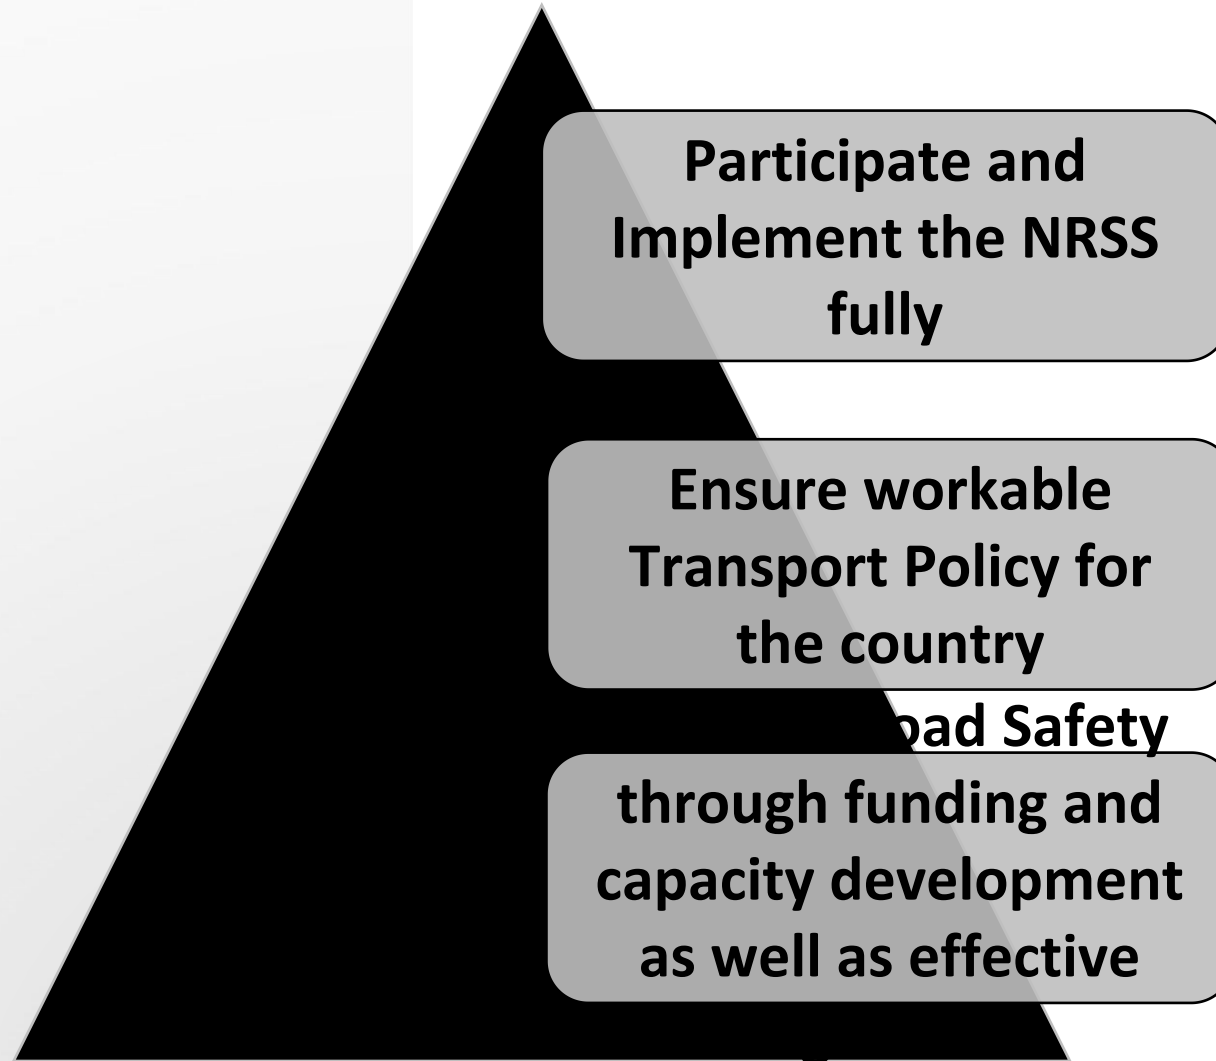 Participate and
Implement the NRSS
fully
Ensure workable
Transport Policy for
the country
Safety
through funding and
capacity development
as well as effective